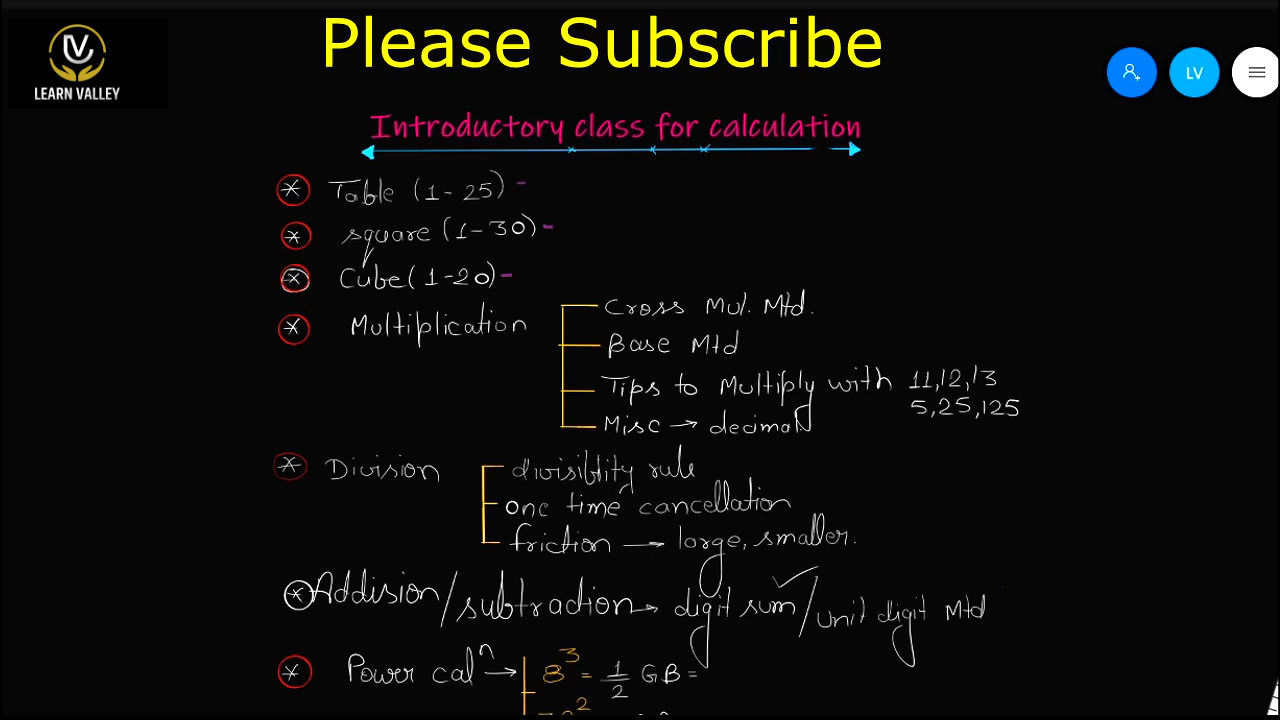 Please Subscribe
LEARN VALLEY
LV
Introductory class for calculation
* Table (1-25) -
* square (1-30) -
* Cube (1-20) -
* Multiplication
Cross Mul. Mtd.
Base Mtd
Tips to Multiply with 11,12,13
5,25,125
Misc → decimal
* Division
divisiblity rule
one time cancellation
friction → large, smaller.
* Addision/subtraction → digit sum ✓ / unit digit Mtd
* Power calⁿ → 8³ = 1/2 GB =